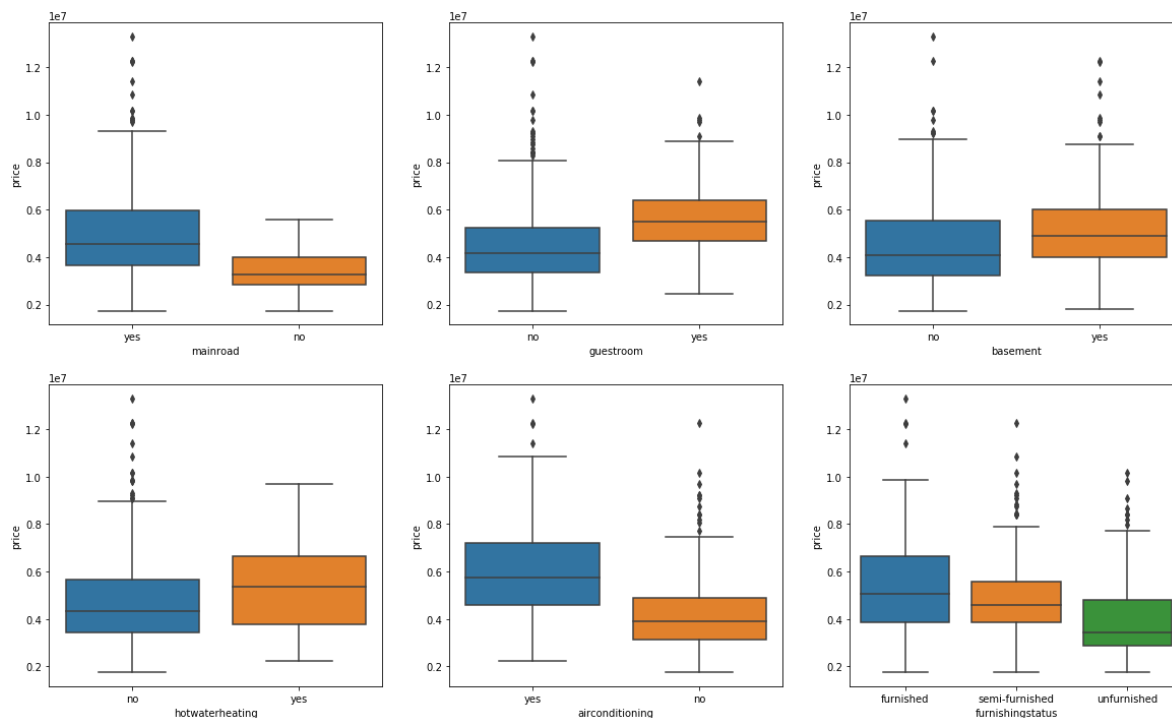 1e7 1e7 1e7
1.2 1.2 1.2
1.0 1.0 1.0
0.8 0.8 0.8
price price price
0.6 0.6 0.6
0.4 0.4 0.4
0.2 0.2 0.2
yes no no yes no yes
mainroad guestroom basement
1e7 1e7 1e7
1.2 1.2 1.2
1.0 1.0 1.0
0.8 0.8 0.8
price price price
0.6 0.6 0.6
0.4 0.4 0.4
0.2 0.2 0.2
no yes yes no furnished semi-furnished unfurnished
hotwaterheating airconditioning furnishingstatus